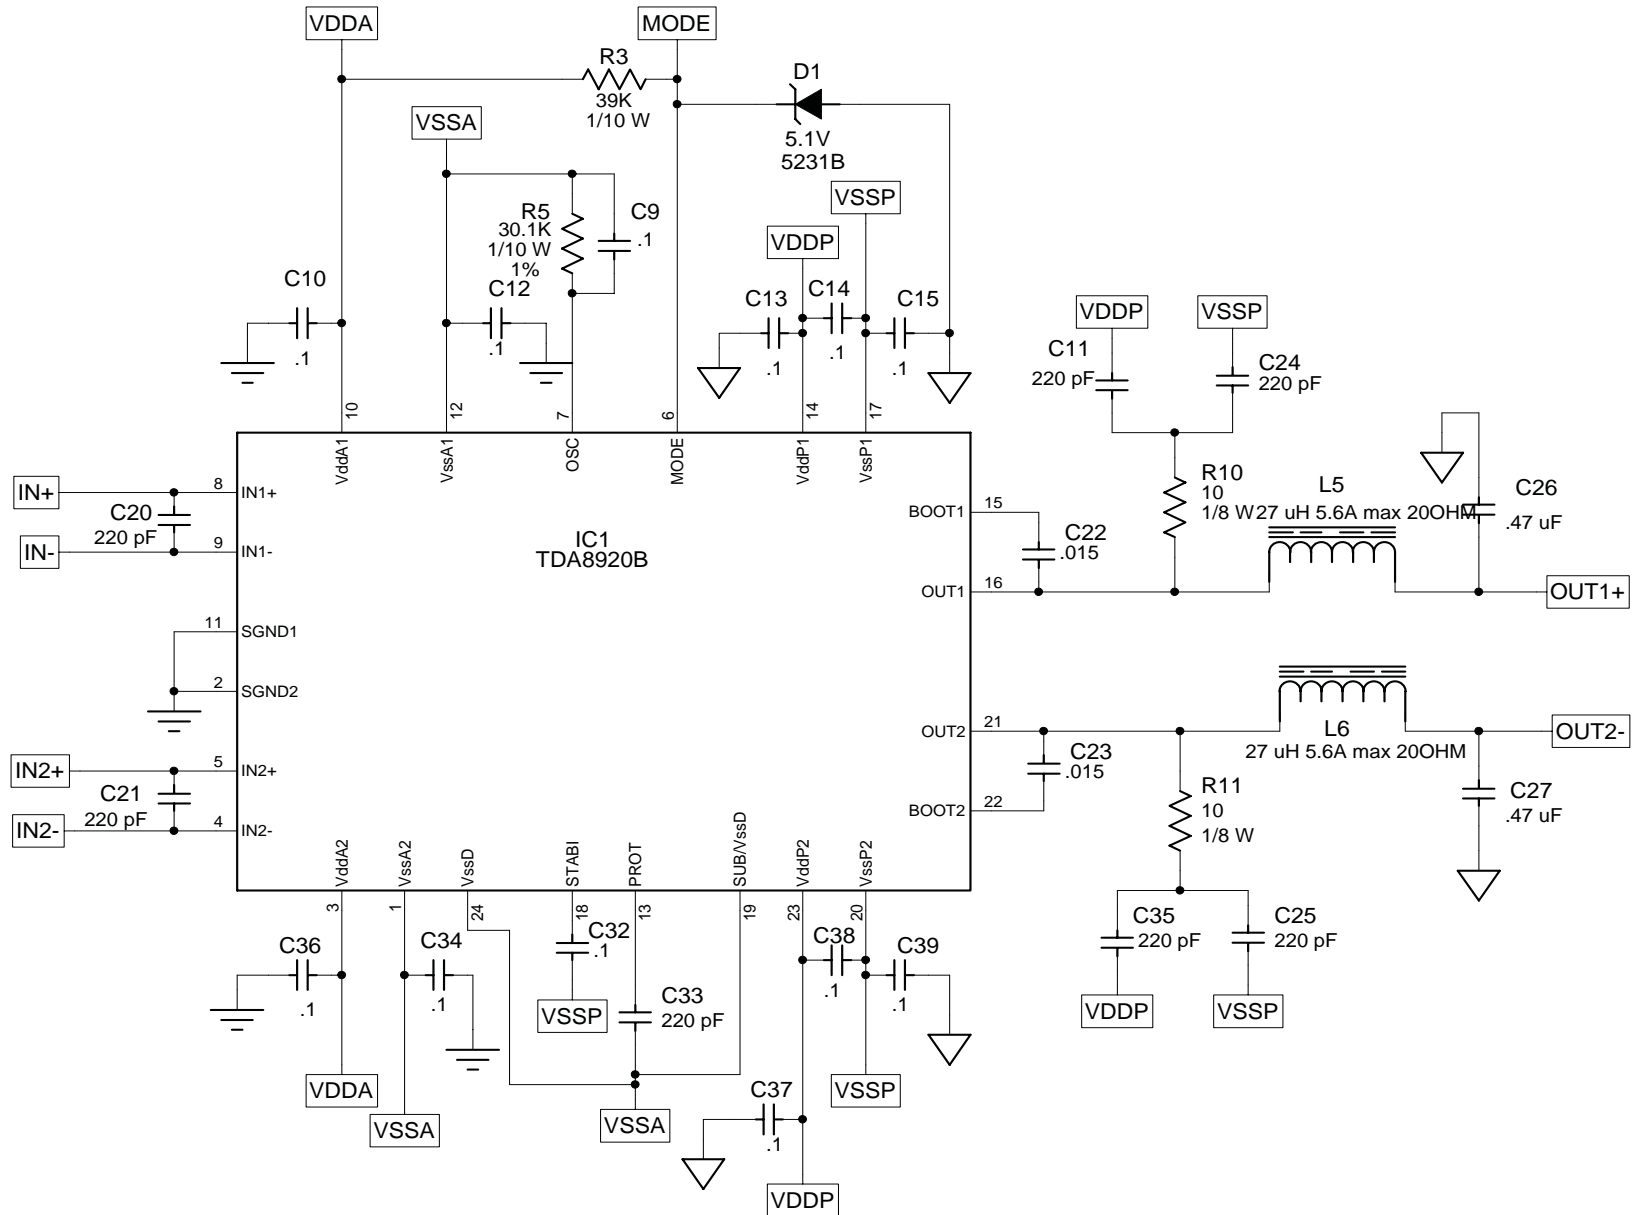 VDDA
MODE
R3
39K
1/10 W
D1
5.1V
5231B
VSSA
R5
30.1K
1/10 W
1%
C9
.1
VSSP
VDDP
C10
.1
C12
.1
C13
.1
C14
.1
C15
.1
VDDP
VSSP
C11
220 pF
C24
220 pF
10
12
7
6
14
17
VddA1
VssA1
OSC
MODE
VddP1
VssP1
IN+
8
IN1+
C20
220 pF
IN-
9
IN1-
IC1
TDA8920B
BOOT1
15
C22
.015
R10
10
1/8 W
L5
27 uH 5.6A max 20OHM
C26
.47 uF
OUT1
16
OUT1+
11
SGND1
2
SGND2
OUT2
21
L6
27 uH 5.6A max 20OHM
OUT2-
IN2+
5
IN2+
C21
220 pF
IN2-
4
IN2-
C23
.015
BOOT2
22
R11
10
1/8 W
C27
.47 uF
VddA2
VssA2
VssD
STABI
PROT
SUB/VssD
VddP2
VssP2
3
1
24
18
13
19
23
20
C36
.1
C34
.1
C32
.1
VSSP
C33
220 pF
C38
.1
C39
.1
C35
220 pF
C25
220 pF
VDDP
VSSP
VDDA
VSSA
VSSA
C37
.1
VSSP
VDDP